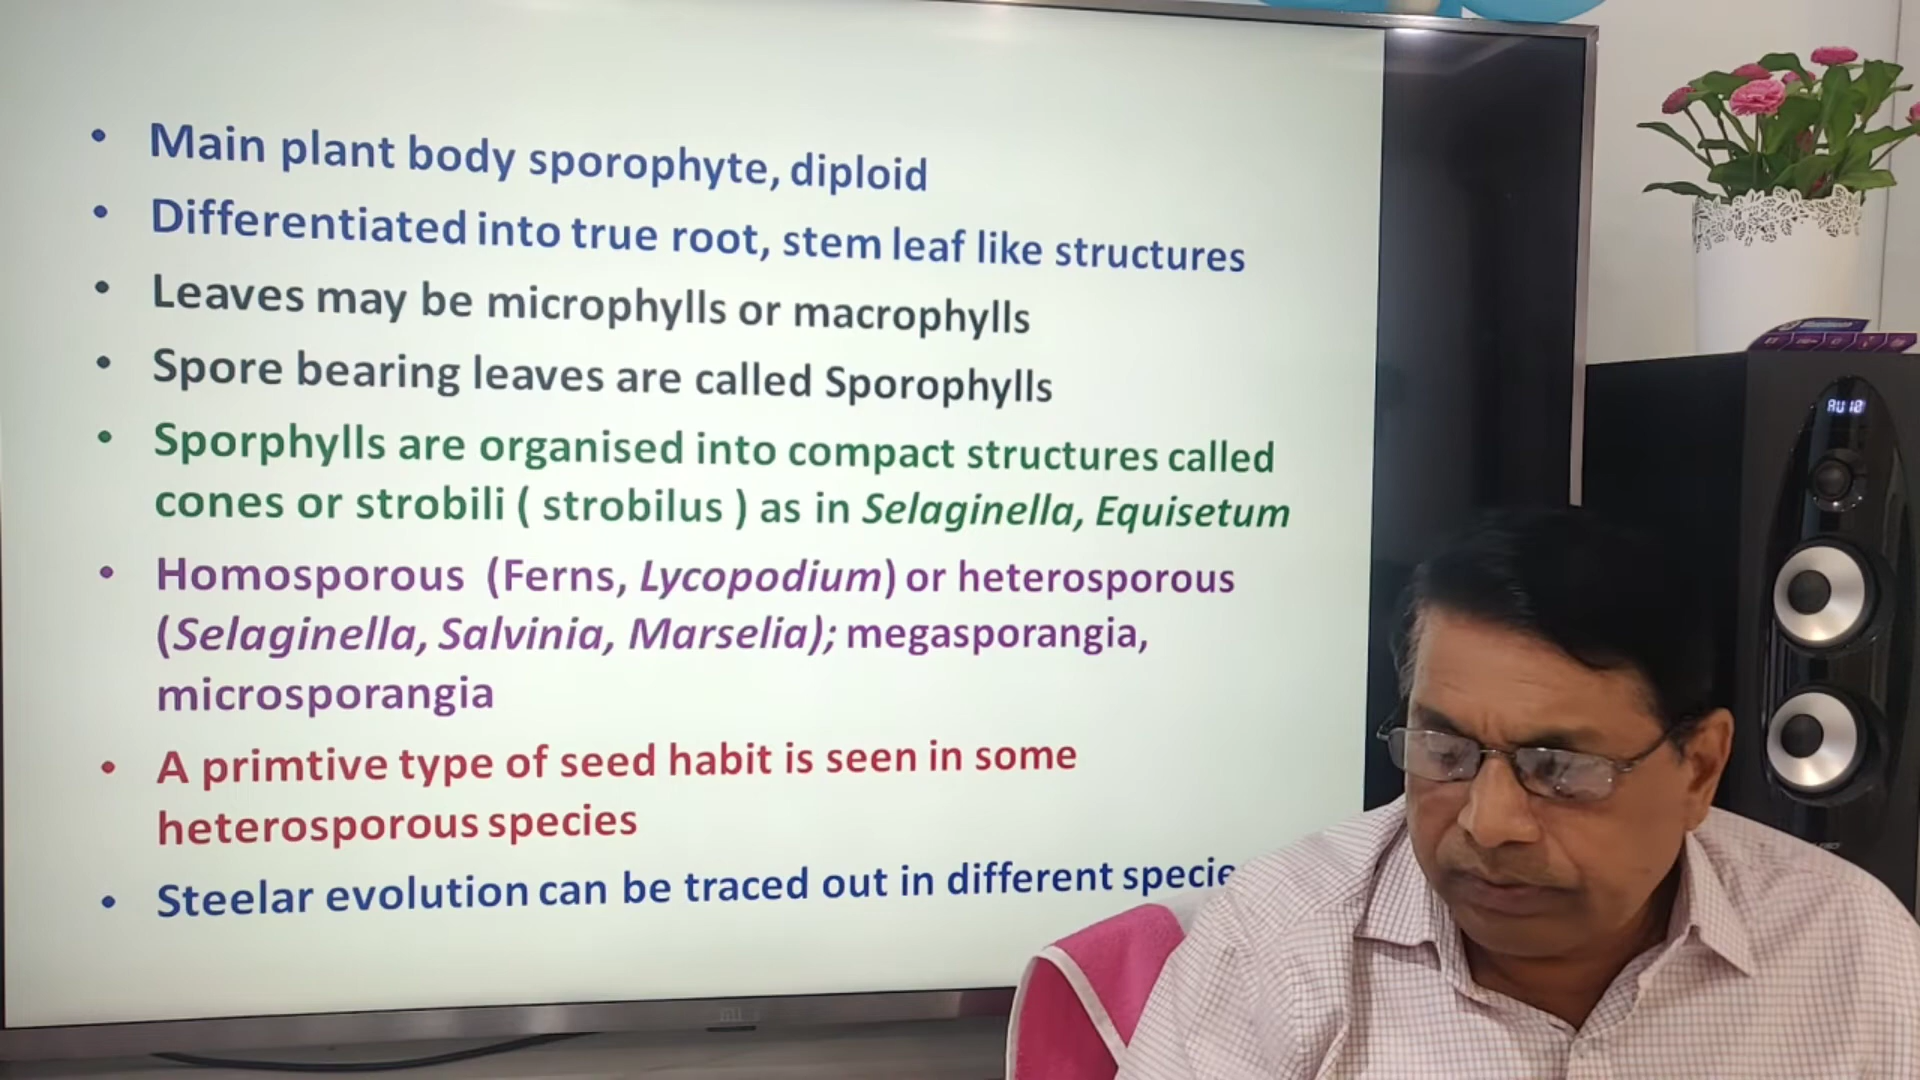 • Main plant body sporophyte, diploid
• Differentiated into true root, stem leaf like structures
• Leaves may be microphylls or macrophylls
• Spore bearing leaves are called Sporophylls
• Sporphylls are organised into compact structures called
cones or strobili ( strobilus ) as in Selaginella, Equisetum
• Homosporous (Ferns, Lycopodium) or heterosporous
(Selaginella, Salvinia, Marselia); megasporangia,
microsporangia
• A primtive type of seed habit is seen in some
heterosporous species
• Steelar evolution can be traced out in different specie
AU 10